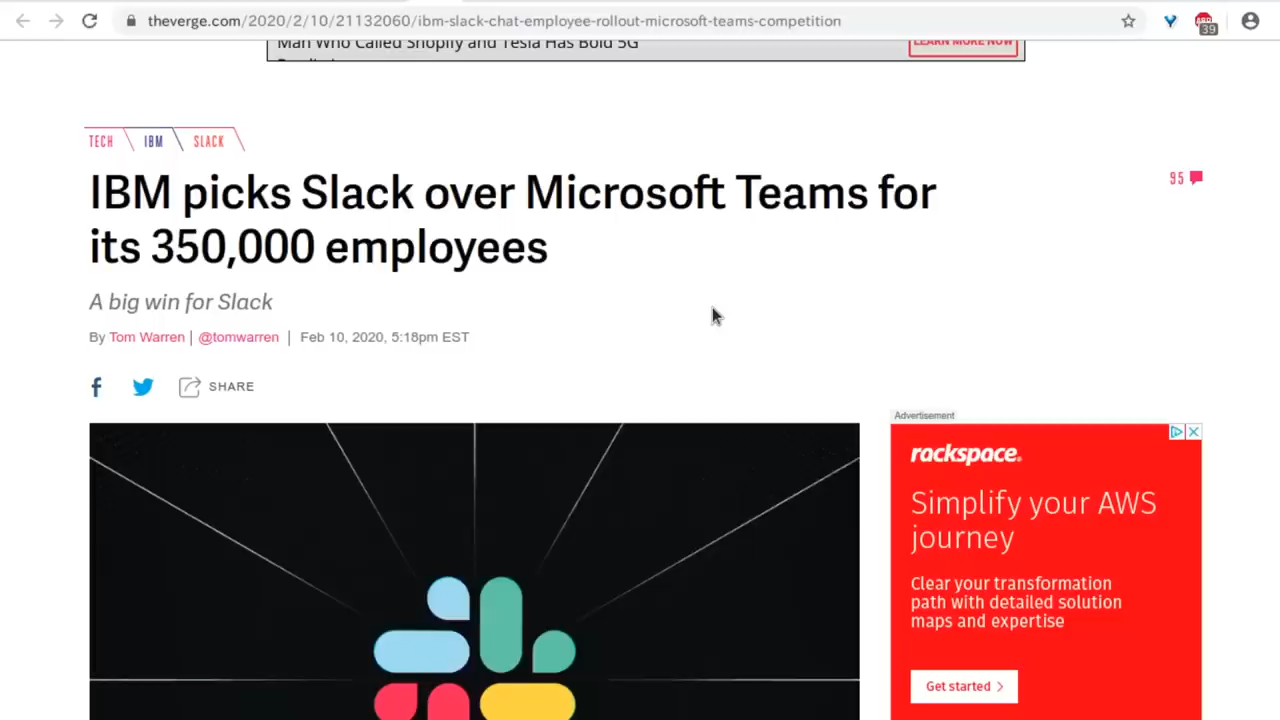 theverge.com/2020/2/10/21132060/ibm-slack-chat-employee-rollout-microsoft-teams-competition
39
Man Who Called Shopify and Tesla Has Bold 5G
LEARN MORE NOW
TECH IBM SLACK
IBM picks Slack over Microsoft Teams for
its 350,000 employees
95
A big win for Slack
By Tom Warren | @tomwarren | Feb 10, 2020, 5:18pm EST
SHARE
Advertisement
rackspace.
Simplify your AWS
journey
Clear your transformation
path with detailed solution
maps and expertise
Get started >